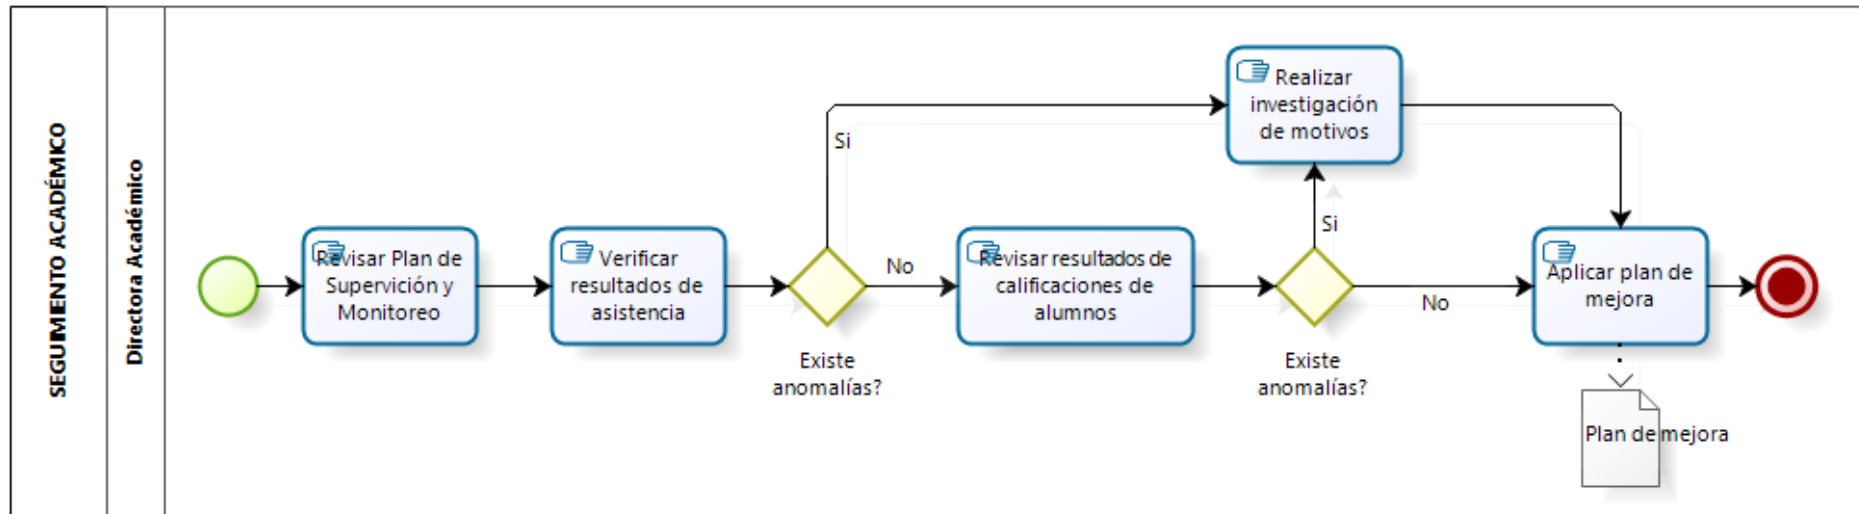 SEGUIMIENTO ACADÉMICO
Directora Académico
Revisar Plan de
Supervición y
Monitoreo
Verificar
resultados de
asistencia
Existe
anomalías?
Si
No
Revisar resultados de
calificaciones de
alumnos
Existe
anomalías?
Si
No
Realizar
investigación
de motivos
Aplicar plan de
mejora
Plan de mejora